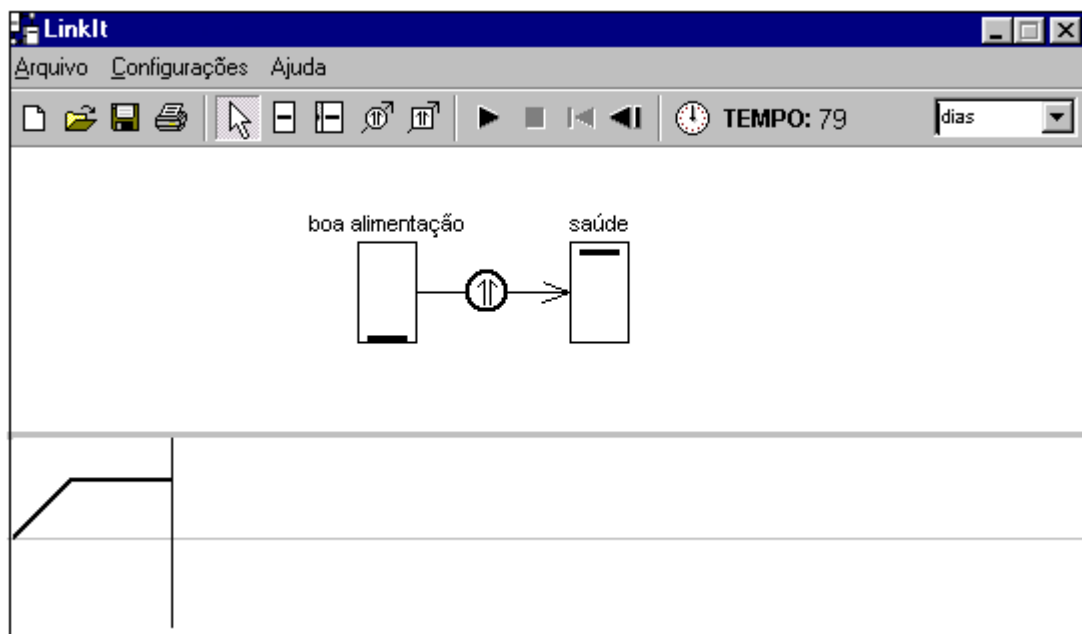 LinkIt
Arquivo Configurações Ajuda
TEMPO: 79 dias
boa alimentação saúde